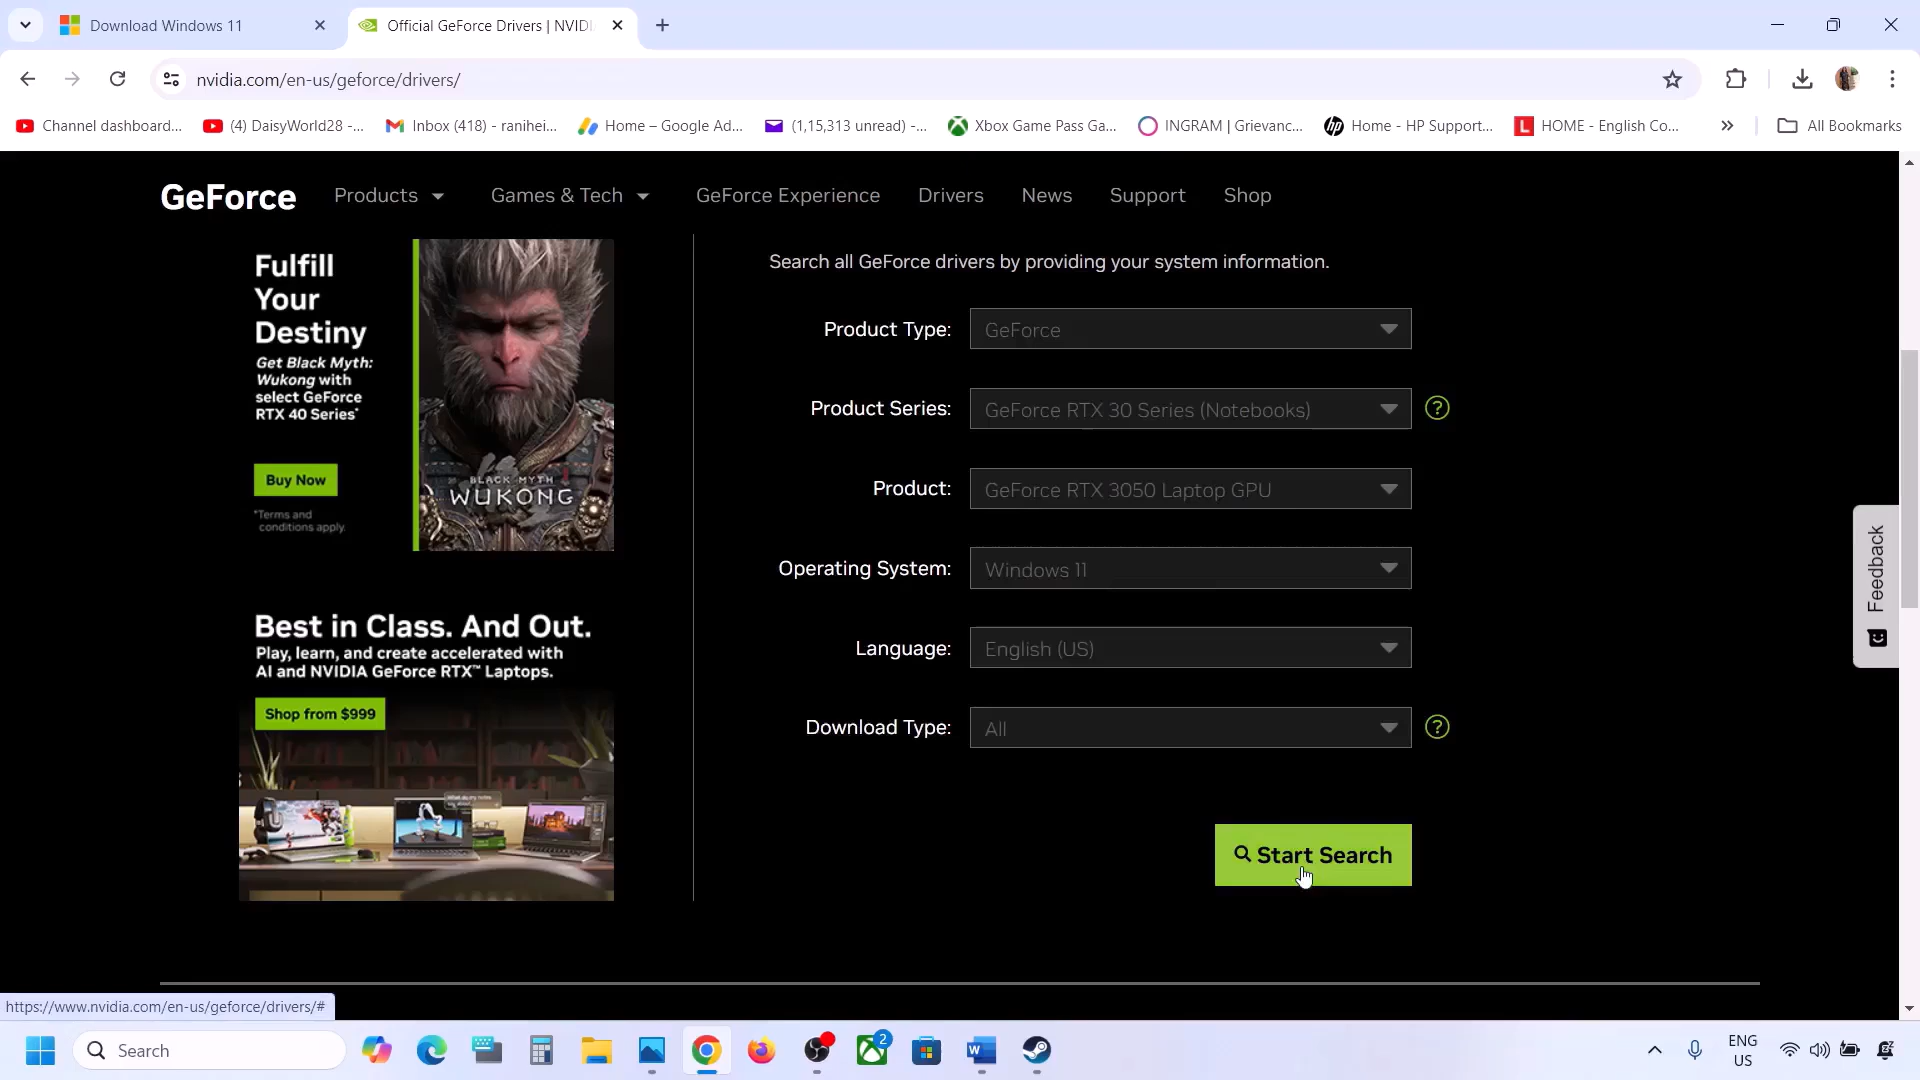 Download Windows 11
Official GeForce Drivers | NVIDI
nvidia.com/en-us/geforce/drivers/
Channel dashboard...
(4) DaisyWorld28 -...
Inbox (418) - ranihei...
Home – Google Ad...
(1,15,313 unread) -...
Xbox Game Pass Ga...
INGRAM | Grievanc...
Home - HP Support...
HOME - English Co...
All Bookmarks
GeForce
Products
Games & Tech
GeForce Experience
Drivers
News
Support
Shop
Fulfill
Your
Destiny
Get Black Myth:
Wukong with
select GeForce
RTX 40 Series*
Buy Now
*Terms and
conditions apply.
BLACK MYTH
WUKONG
Best in Class. And Out.
Play, learn, and create accelerated with
AI and NVIDIA GeForce RTX™ Laptops.
Shop from $999
Search all GeForce drivers by providing your system information.
Product Type:
GeForce
Product Series:
GeForce RTX 30 Series (Notebooks)
?
Product:
GeForce RTX 3050 Laptop GPU
Operating System:
Windows 11
Language:
English (US)
Download Type:
All
?
Start Search
Feedback
https://www.nvidia.com/en-us/geforce/drivers/#
Search
2
ENG
US